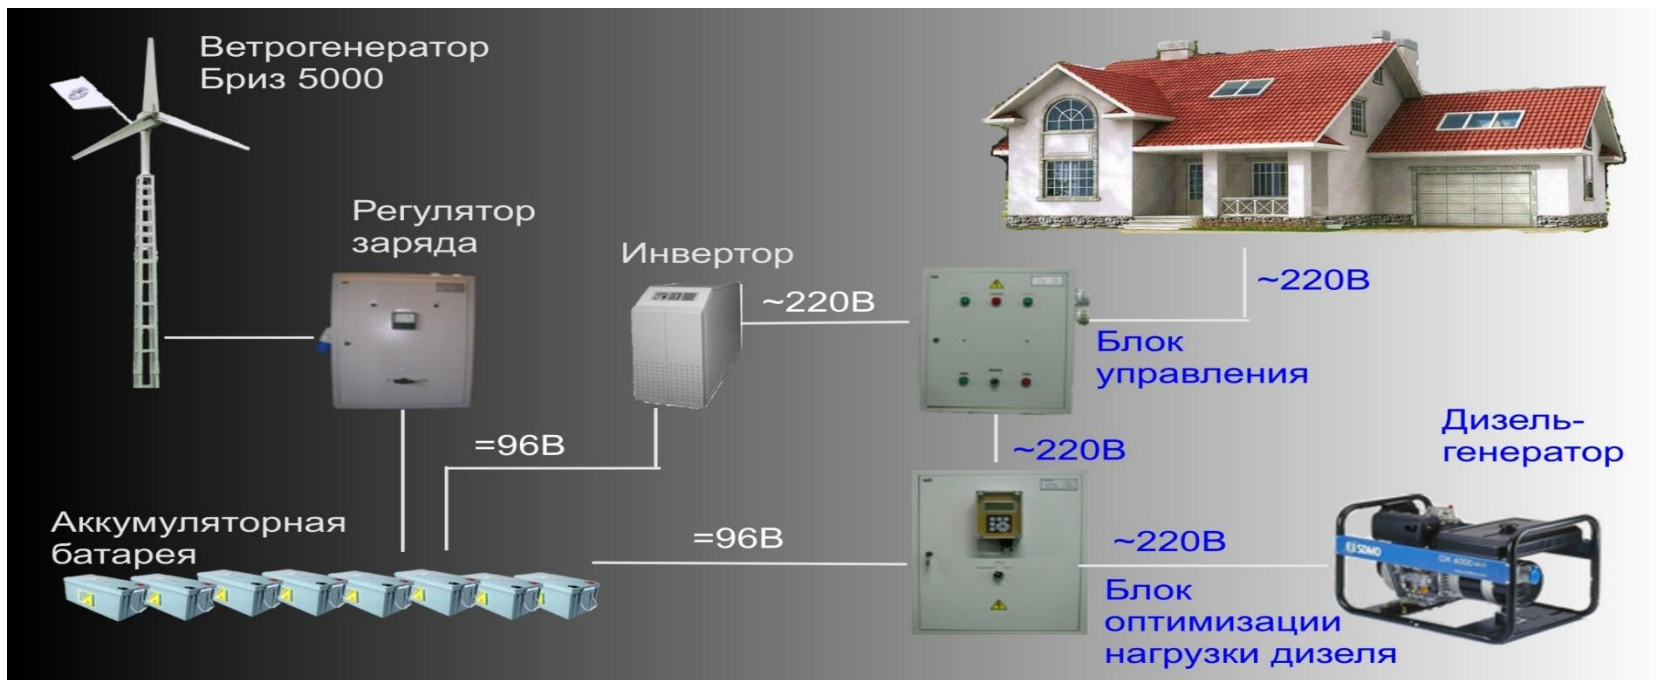 Ветрогенератор
Бриз 5000
Регулятор
заряда
Инвертор
~220В
~220В
Блок
управления
=96В
~220В
Дизель-
генератор
Аккумуляторная
батарея
=96В
~220В
SDMO
Блок
оптимизации
нагрузки дизеля